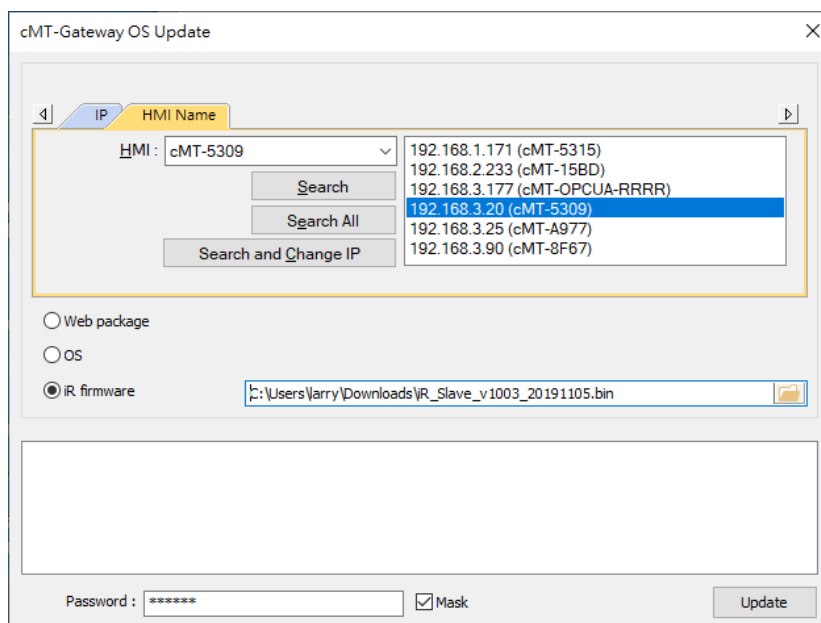 cMT-Gateway OS Update
IP
HMI Name
HMI : cMT-5309
Search
Search All
Search and Change IP
192.168.1.171 (cMT-5315)
192.168.2.233 (cMT-15BD)
192.168.3.177 (cMT-OPCUA-RRRR)
192.168.3.20 (cMT-5309)
192.168.3.25 (cMT-A977)
192.168.3.90 (cMT-8F67)
Web package
OS
iR firmware C:\Users\larry\Downloads\iR_Slave_v1003_20191105.bin
Password : ****** Mask Update